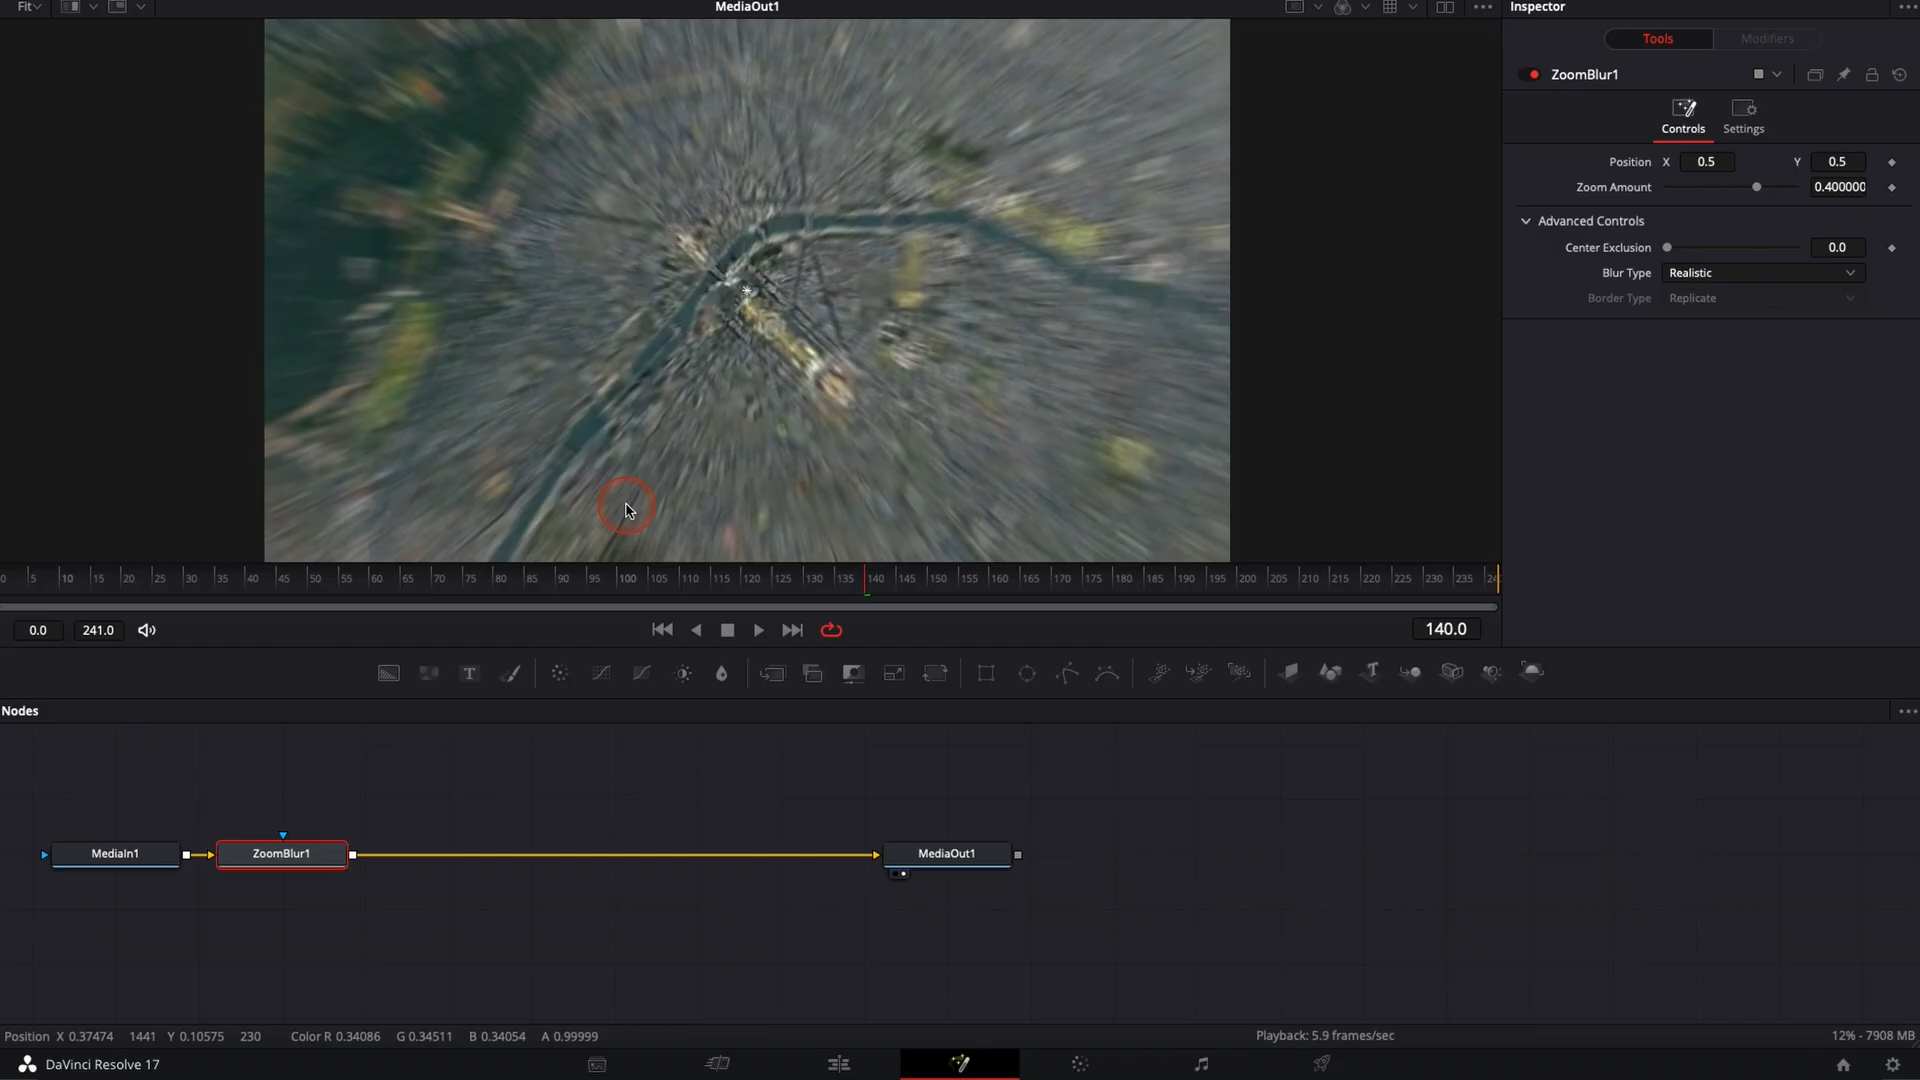 Fit
MediaOut1
Inspector
Tools
Modifiers
ZoomBlur1
Controls
Settings
Position X 0.5 Y 0.5
Zoom Amount 0.400000
Advanced Controls
Center Exclusion 0.0
Blur Type Realistic
Border Type Replicate
0 5 10 15 20 25 30 35 40 45 50 55 60 65 70 75 80 85 90 95 100 105 110 115 120 125 130 135 140 145 150 155 160 165 170 175 180 185 190 195 200 205 210 215 220 225 230 235 24
0.0
241.0
140.0
Nodes
MediaIn1
ZoomBlur1
MediaOut1
Position X 0.37474 1441 Y 0.10575 230 Color R 0.34086 G 0.34511 B 0.34054 A 0.99999
Playback: 5.9 frames/sec
12% - 7908 MB
DaVinci Resolve 17